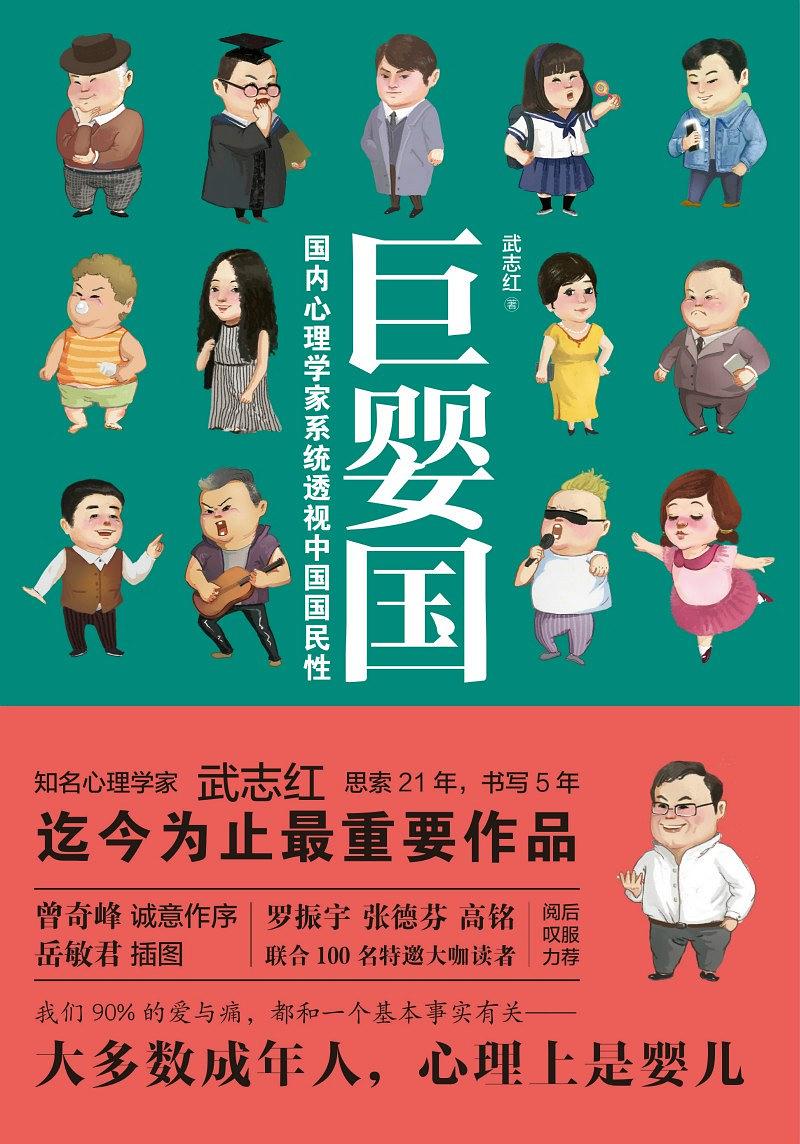 巨婴国
武志红 著
国内心理学家系统透视中国国民性
知名心理学家 武志红 思索21年，书写5年
迄今为止最重要作品
曾奇峰 诚意作序
岳敏君 插图
罗振宇 张德芬 高铭
联合100名特邀大咖读者
阅后
叹服
力荐
我们90%的爱与痛，都和一个基本事实有关——
大多数成年人，心理上是婴儿